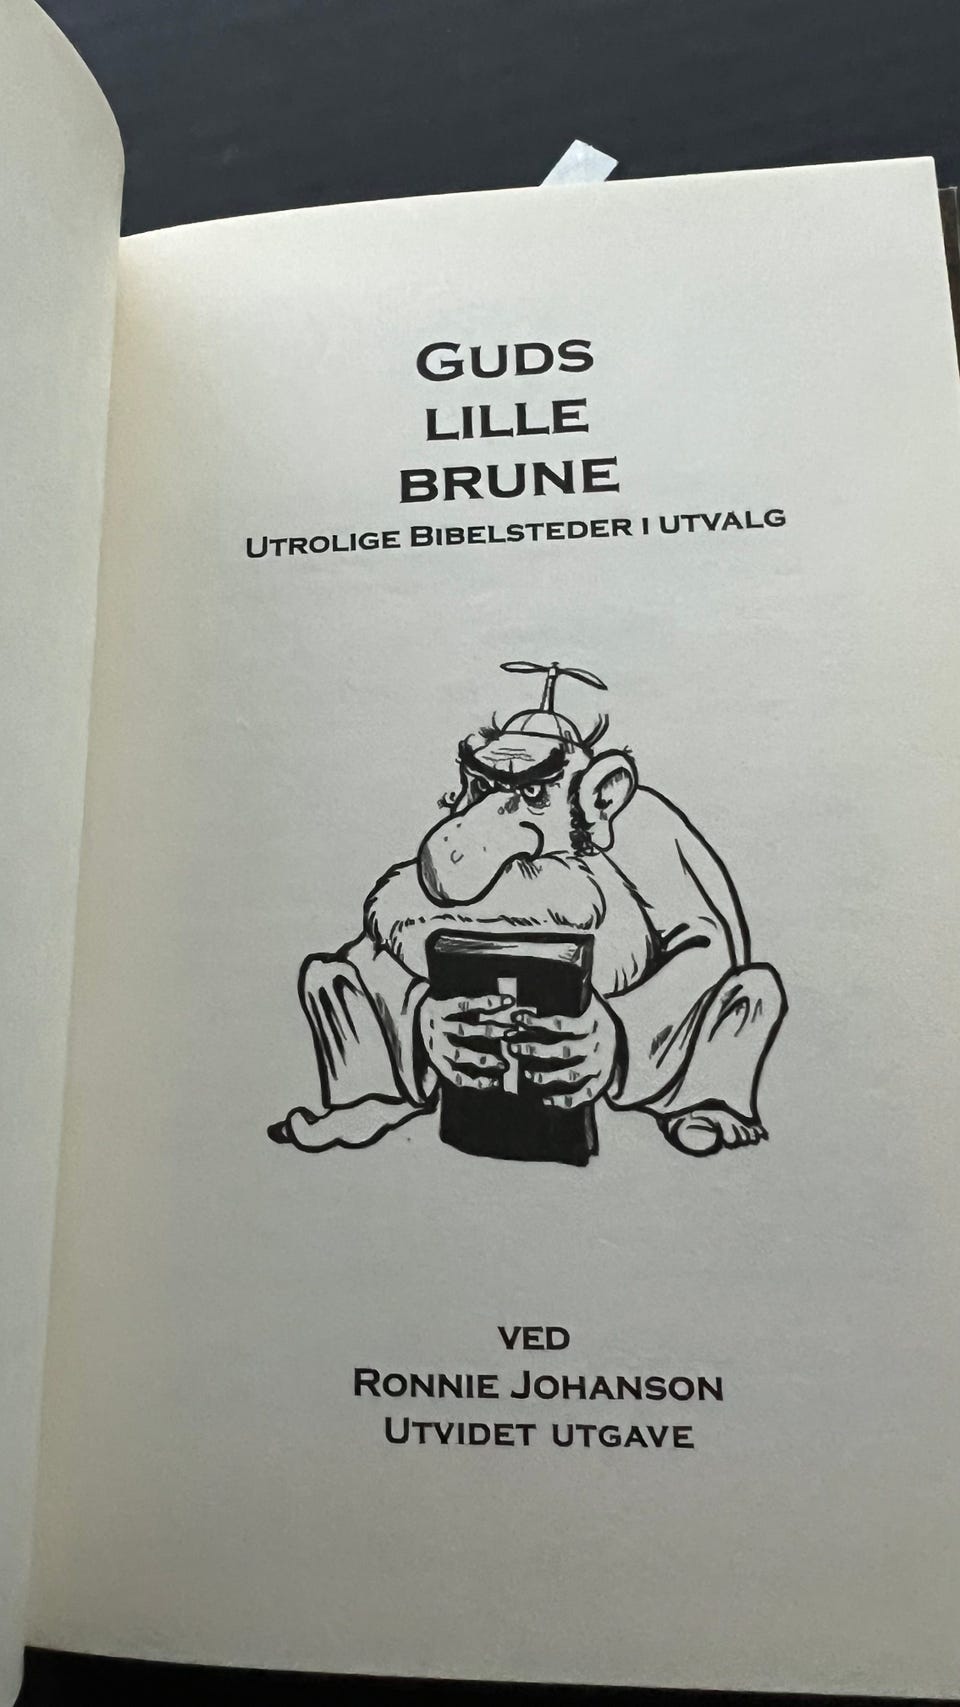 GUDS
LILLE
BRUNE
UTROLIGE BIBELSTEDER I UTVALG
VED
RONNIE JOHANSON
UTVIDET UTGAVE